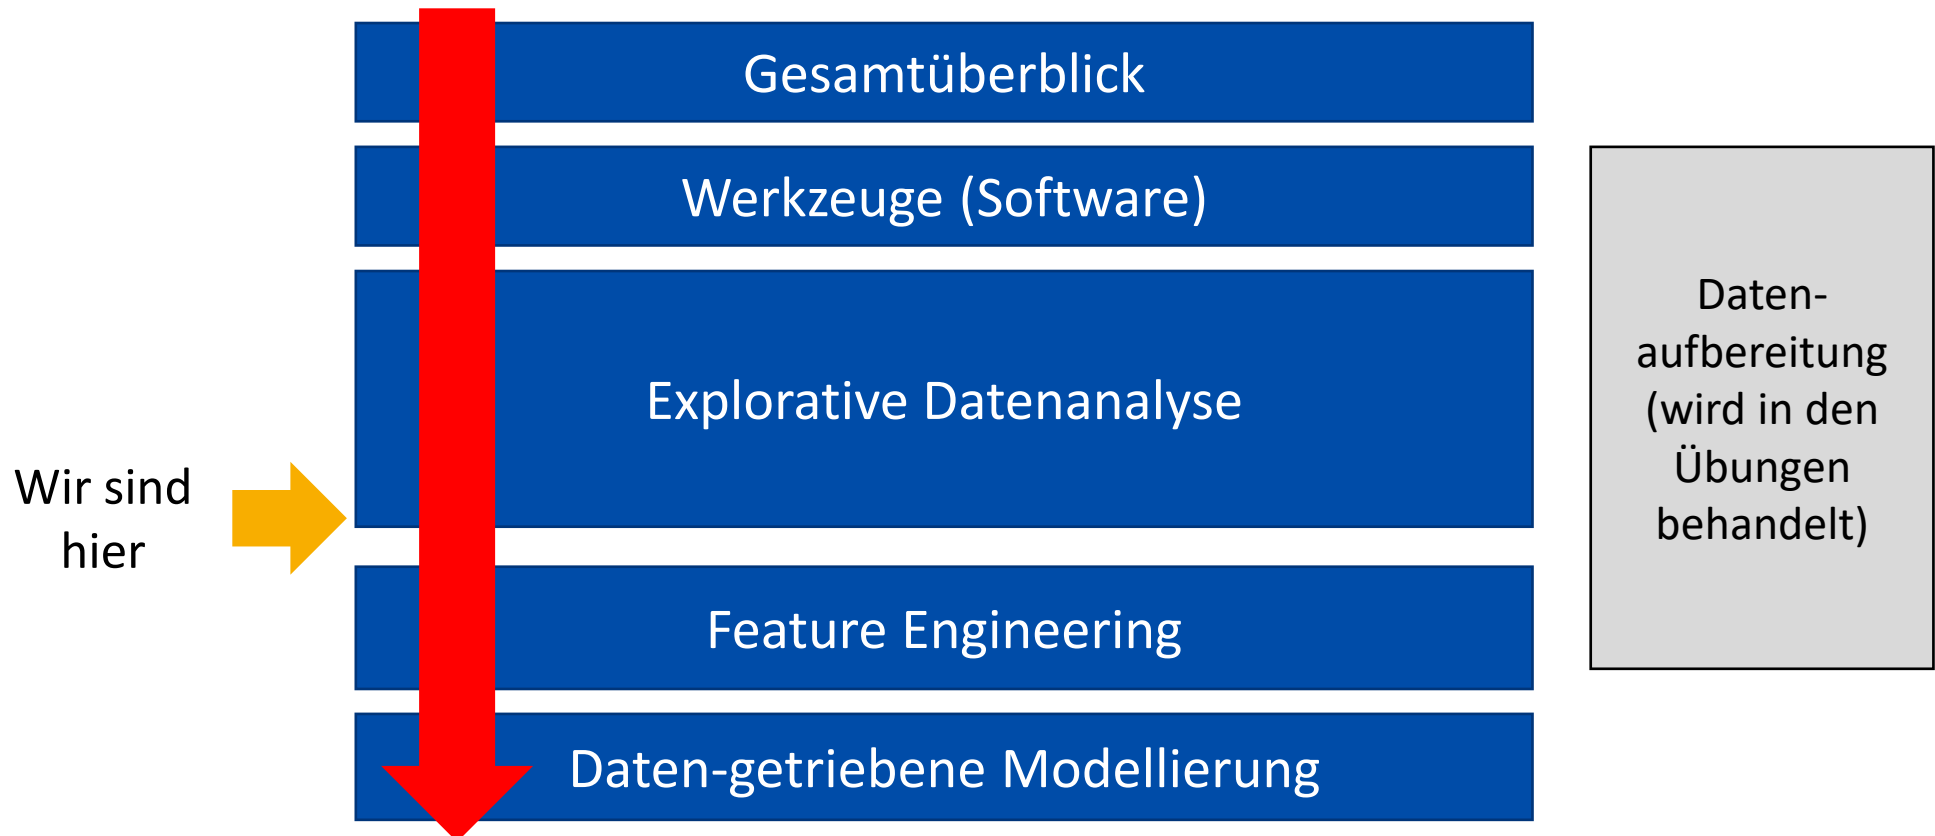 Gesamtüberblick
Werkzeuge (Software)
Explorative Datenanalyse
Wir sind
hier
Feature Engineering
Daten-getriebene Modellierung
Daten-
aufbereitung
(wird in den
Übungen
behandelt)